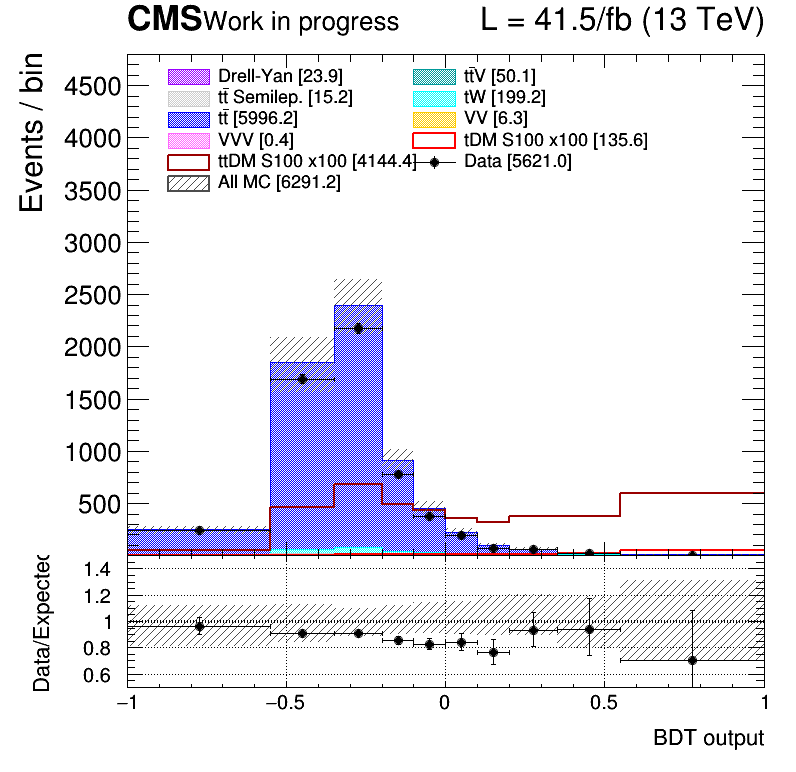 CMS Work in progress L = 41.5/fb (13 TeV)
Events / bin
4500
4000
3500
3000
2500
2000
1500
1000
500
Drell-Yan [23.9] tt̄V [50.1]
tt̄ Semilep. [15.2] tW [199.2]
tt̄ [5996.2] VV [6.3]
VVV [0.4] tDM S100 x100 [135.6]
ttDM S100 x100 [4144.4] Data [5621.0]
All MC [6291.2]
Data/Expected
1.4
1.2
1
0.8
0.6
−1 −0.5 0 0.5 1
BDT output